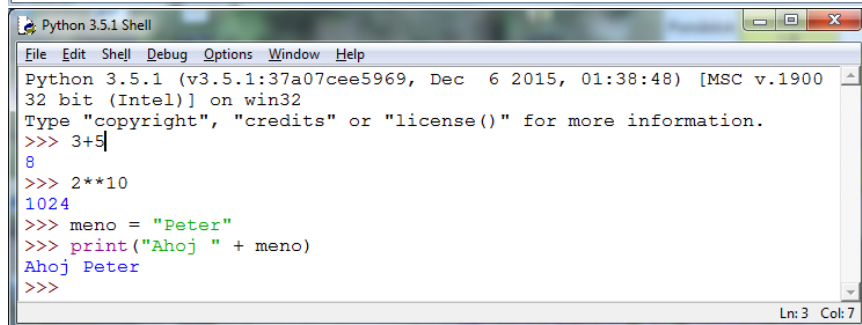 Python 3.5.1 Shell
File Edit Shell Debug Options Window Help
Python 3.5.1 (v3.5.1:37a07cee5969, Dec  6 2015, 01:38:48) [MSC v.1900
32 bit (Intel)] on win32
Type "copyright", "credits" or "license()" for more information.
>>> 3+5
8
>>> 2**10
1024
>>> meno = "Peter"
>>> print("Ahoj " + meno)
Ahoj Peter
>>>
Ln: 3 Col: 7